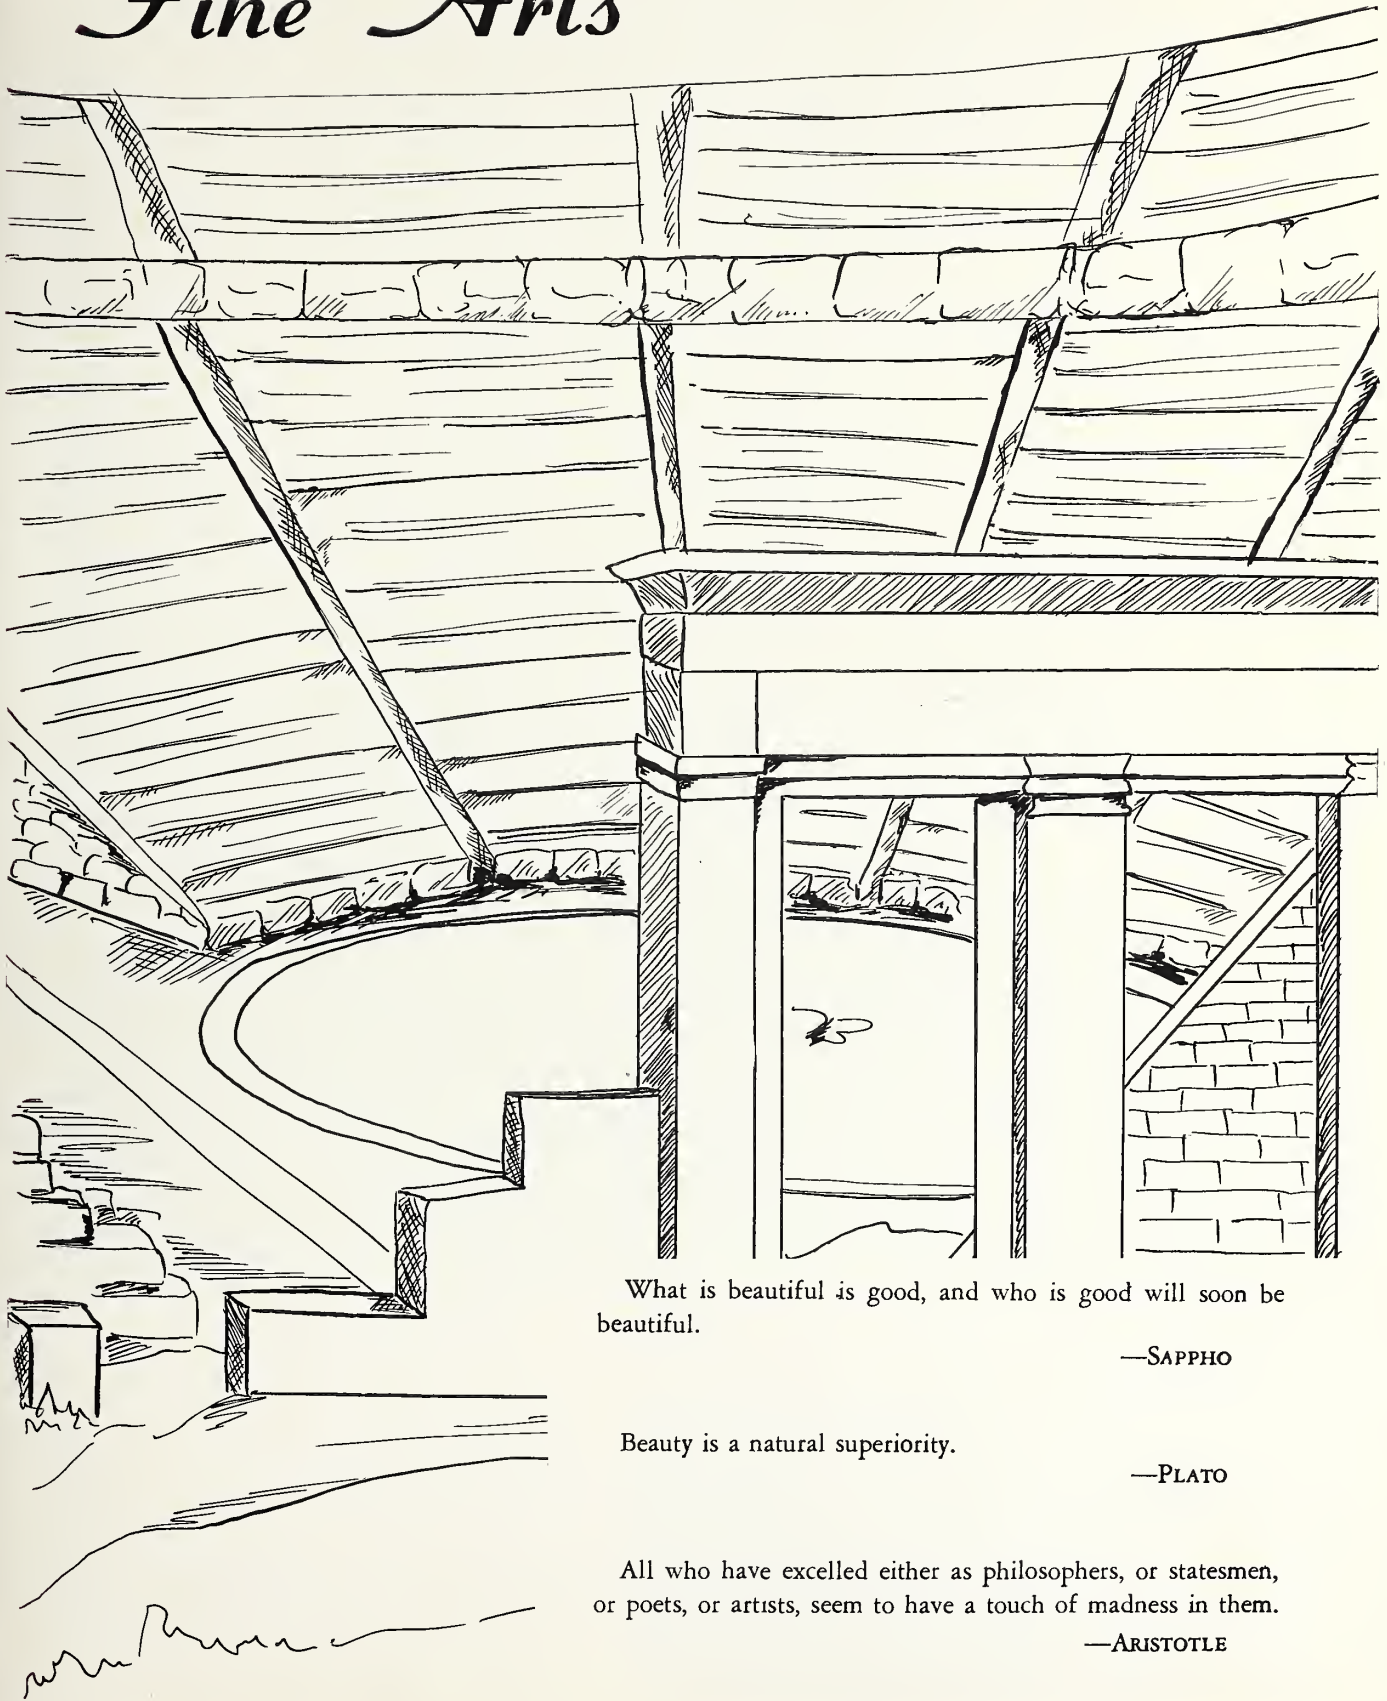 Fine Arts
What is beautiful is good, and who is good will soon be
beautiful.
—SAPPHO
Beauty is a natural superiority.
—PLATO
All who have excelled either as philosophers, or statesmen,
or poets, or artists, seem to have a touch of madness in them.
—ARISTOTLE